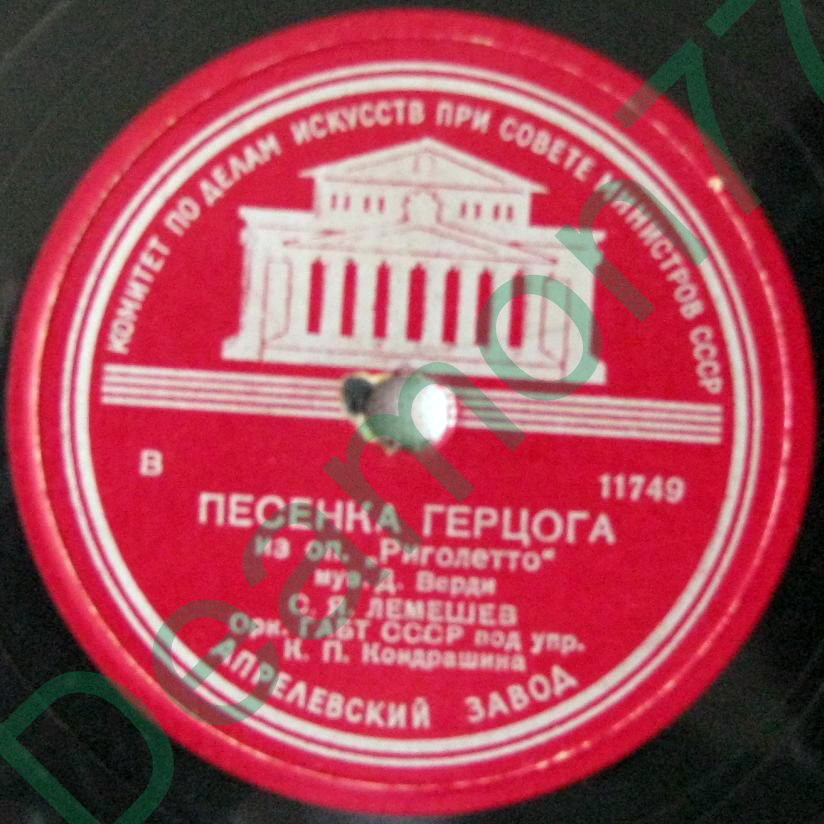 КОМИТЕТ ПО ДЕЛАМ ИСКУССТВ ПРИ СОВЕТЕ МИНИСТРОВ СССР
В 11749
ПЕСЕНКА ГЕРЦОГА
из оп. „Риголетто“
муз. Д. Верди
С. Я. ЛЕМЕШЕВ
Орк. ГАБТ СССР под упр.
К. П. Кондрашина
АПРЕЛЕВСКИЙ ЗАВОД
Deamon77